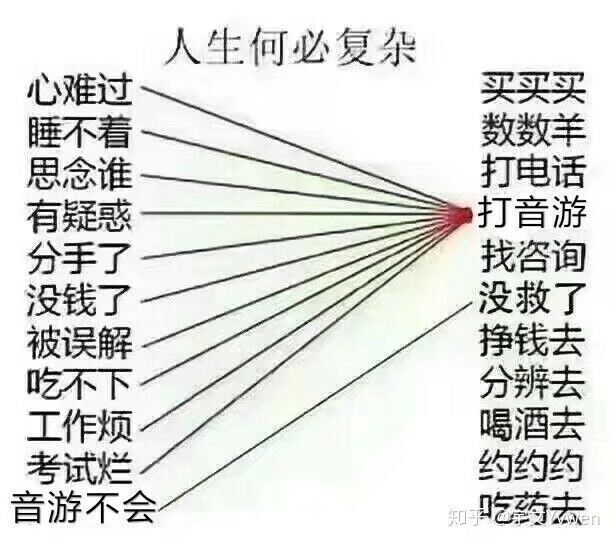 人生何必复杂
心难过
睡不着
思念谁
有疑惑
分手了
没钱了
被误解
吃不下
工作烦
考试烂
音游不会
买买买
数数羊
打电话
打音游
找咨询
没救了
挣钱去
分辨去
喝酒去
约约约
吃药去
知乎